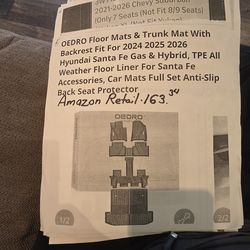 2021-2026 Chevy Suburban
(Only 7 Seats (Not Fit 8/9 Seats)
OEDRO Floor Mats & Trunk Mat With
Backrest Fit For 2024 2025 2026
Hyundai Santa Fe Gas & Hybrid, TPE All
Weather Floor Liner For Santa Fe
Accessories, Car Mats Full Set Anti-Slip
Back Seat Protector
Amazon Retail. 163.34
OEDRO
1/2
2/2